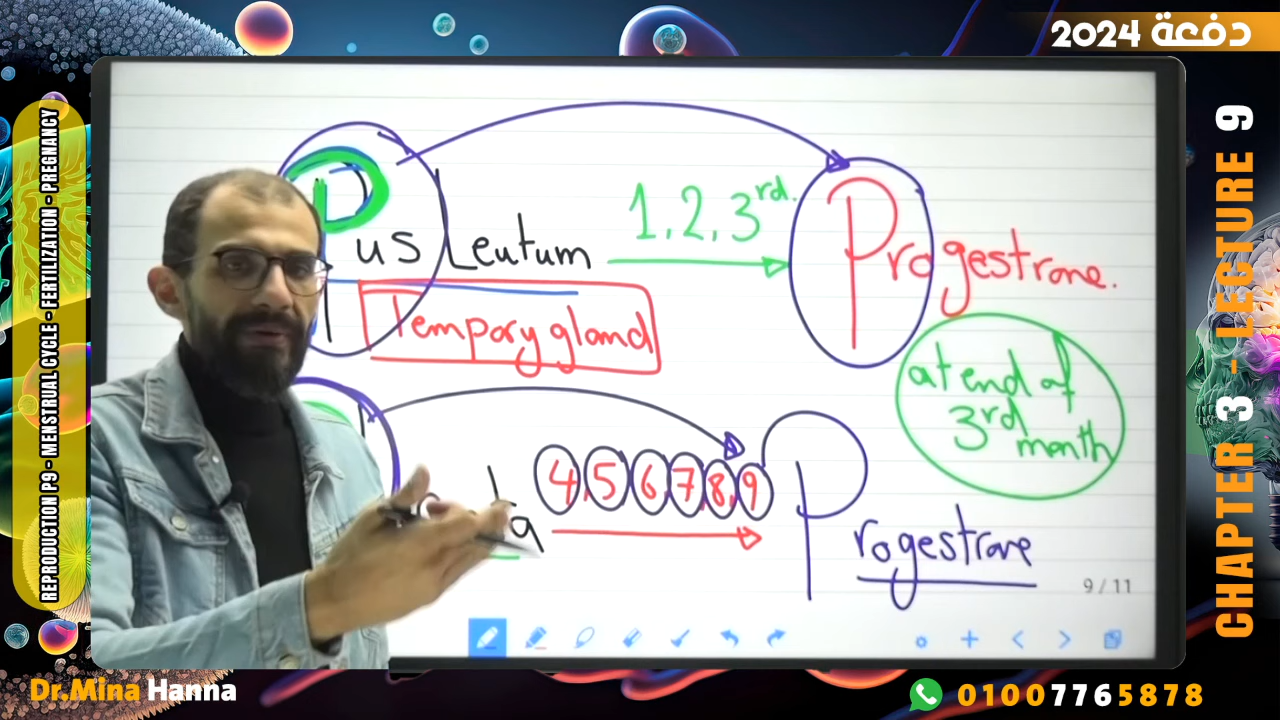 دفعة 2024
REPRODUCTION P9 - MENSTRUAL CYCLE - FERTILIZATION - PREGNANCY
CHAPTER 3 - LECTURE 9
P us Leutum
1,2,3rd.
Progestrone.
Tempory gland
at end of
3rd
month
4,5,6,7,8,9
Progestrone
9 / 11
Dr.Mina Hanna
01007765878